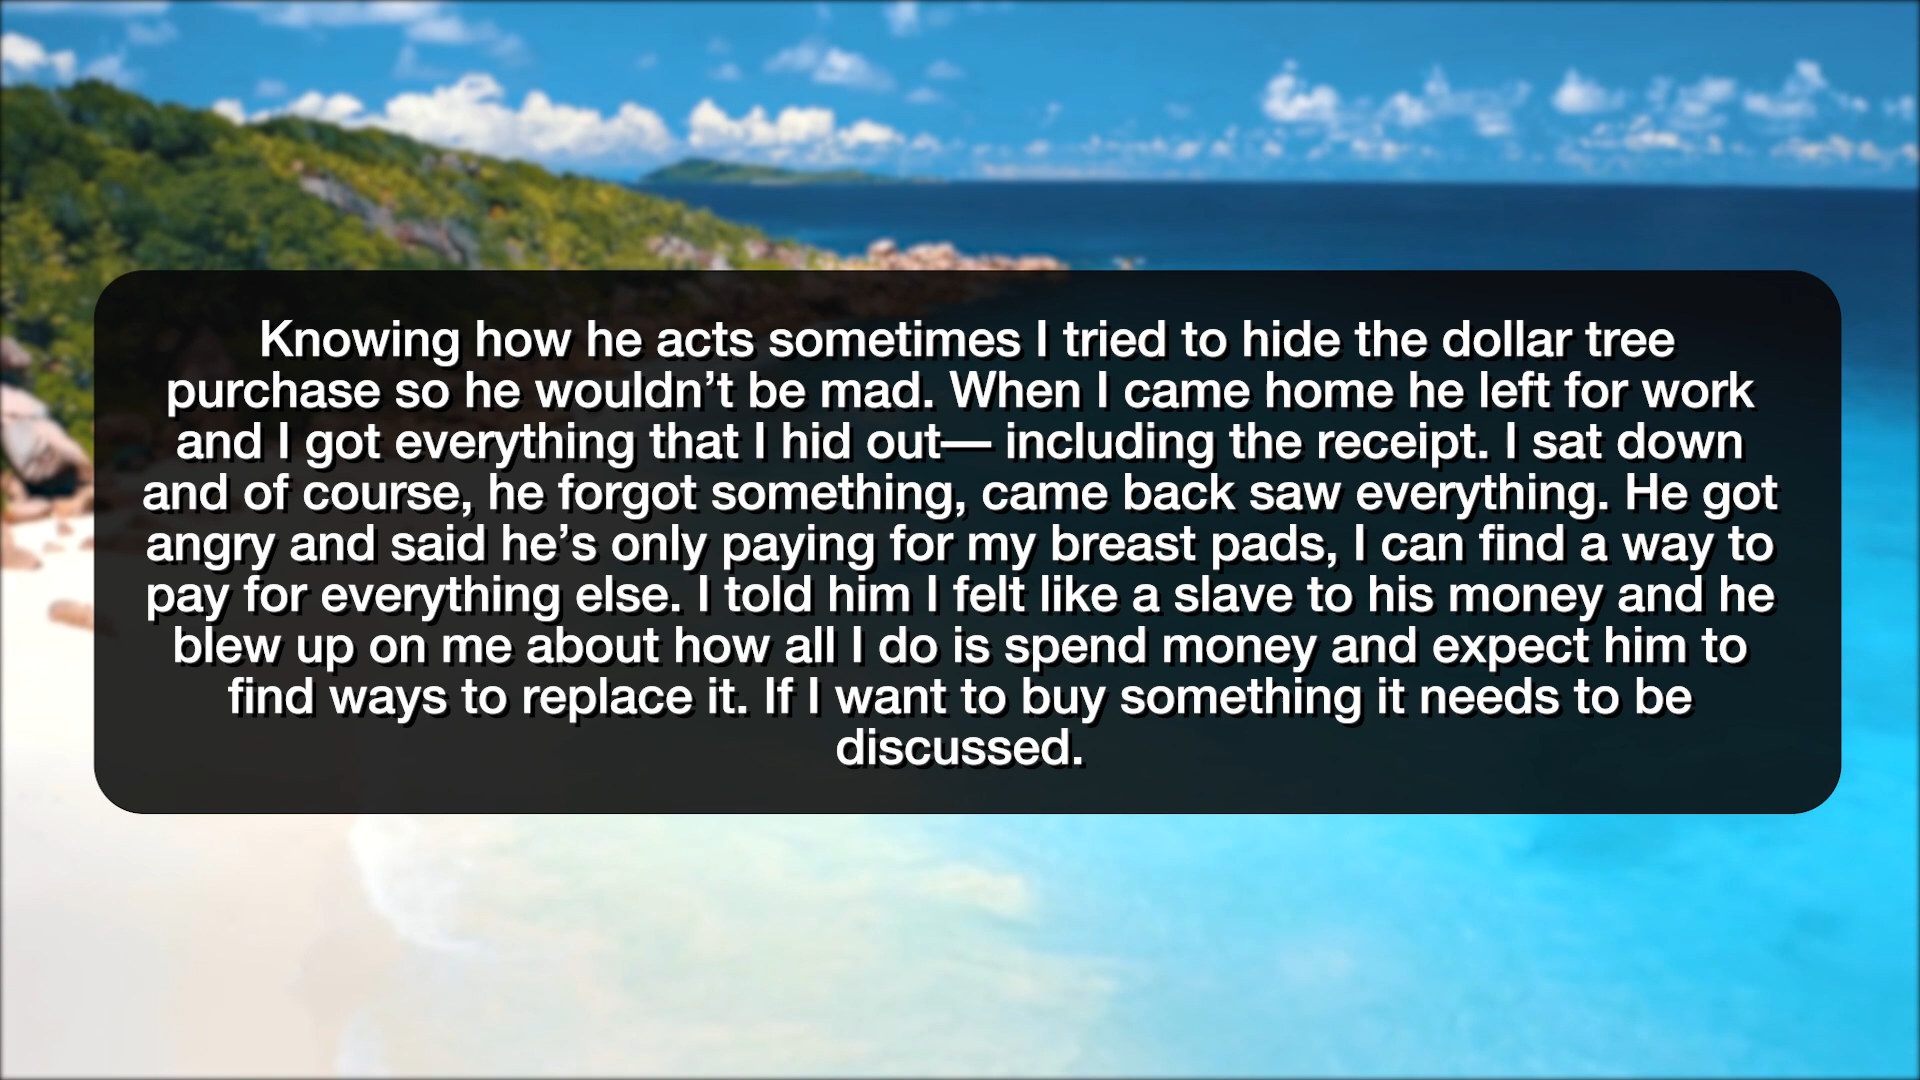 Knowing how he acts sometimes I tried to hide the dollar tree
purchase so he wouldn’t be mad. When I came home he left for work
and I got everything that I hid out— including the receipt. I sat down
and of course, he forgot something, came back saw everything. He got
angry and said he’s only paying for my breast pads, I can find a way to
pay for everything else. I told him I felt like a slave to his money and he
blew up on me about how all I do is spend money and expect him to
find ways to replace it. If I want to buy something it needs to be
discussed.